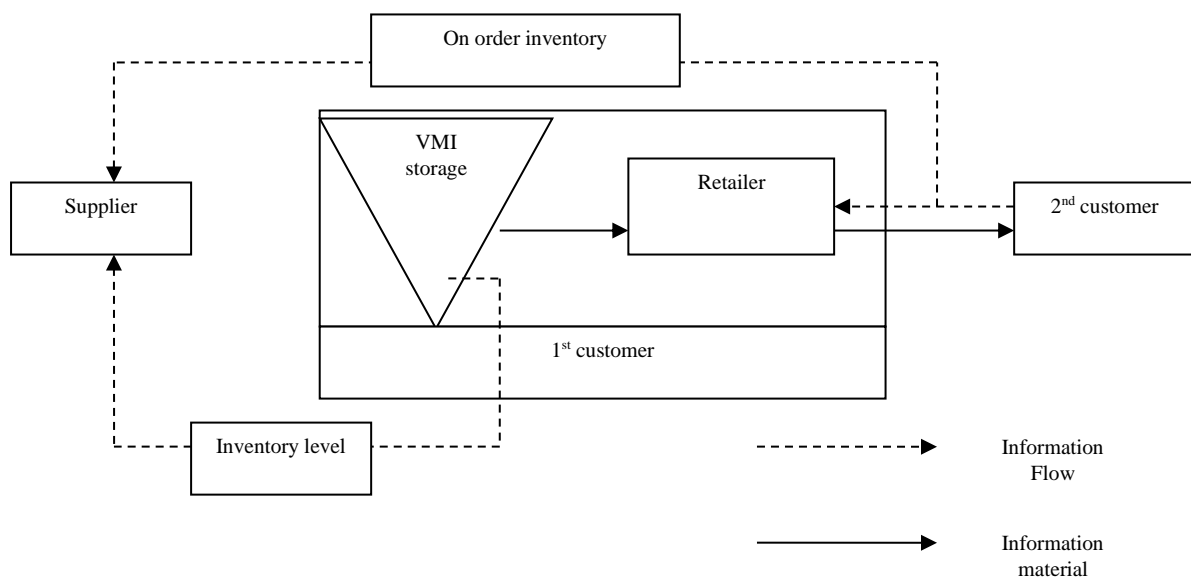 On order inventory
VMI
storage
Retailer
Supplier
2nd customer
1st customer
Inventory level
Information
Flow
Information
material